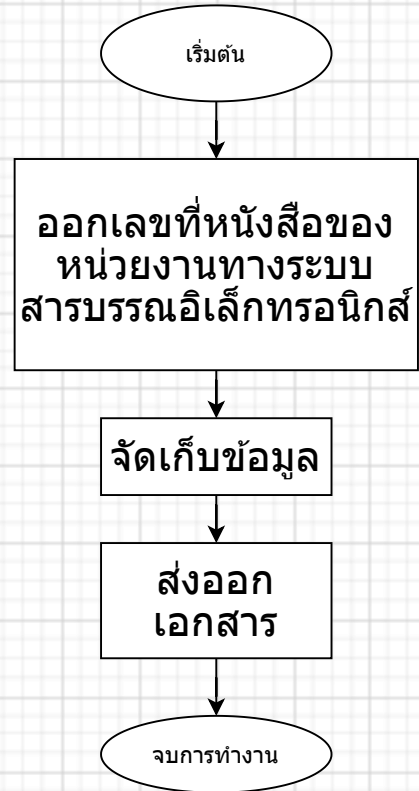 เริ่มต้น
ออกเลขที่หนังสือของ
หน่วยงานทางระบบ
สารบรรณอิเล็กทรอนิกส์
จัดเก็บข้อมูล
ส่งออก
เอกสาร
จบการทำงาน